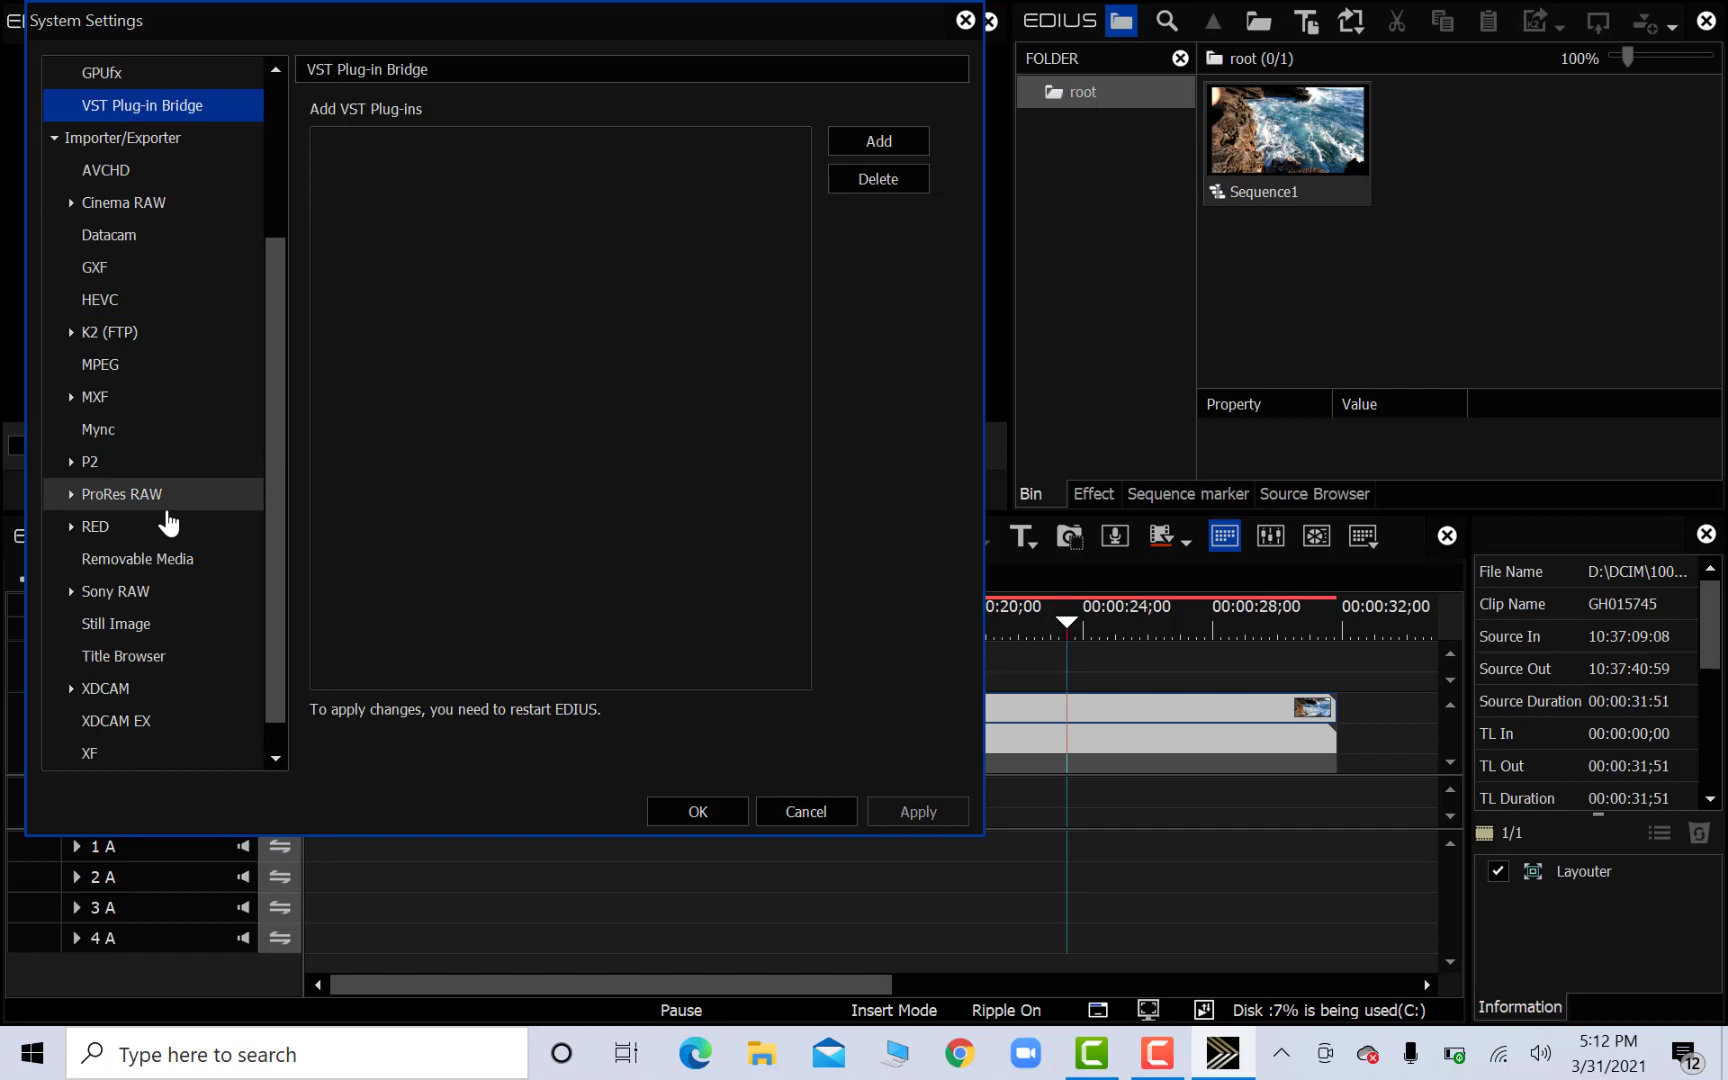 System Settings
GPUfx
VST Plug-in Bridge
Importer/Exporter
AVCHD
Cinema RAW
Datacam
GXF
HEVC
K2 (FTP)
MPEG
MXF
Mync
P2
ProRes RAW
RED
Removable Media
Sony RAW
Still Image
Title Browser
XDCAM
XDCAM EX
XF
VST Plug-in Bridge
Add VST Plug-ins
Add
Delete
To apply changes, you need to restart EDIUS.
OK
Cancel
Apply
EDIUS
FOLDER
root (0/1)
100%
root
Sequence1
Property
Value
Bin
Effect
Sequence marker
Source Browser
0:20;00
00:00:24;00
00:00:28;00
00:00:32;00
File Name D:\DCIM\100...
Clip Name GH015745
Source In 10:37:09:08
Source Out 10:37:40:59
Source Duration 00:00:31:51
TL In 00:00:00;00
TL Out 00:00:31;51
TL Duration 00:00:31;51
1/1
Layouter
Information
1 A
2 A
3 A
4 A
Pause
Insert Mode
Ripple On
Disk :7% is being used(C:)
Type here to search
5:12 PM
3/31/2021
12